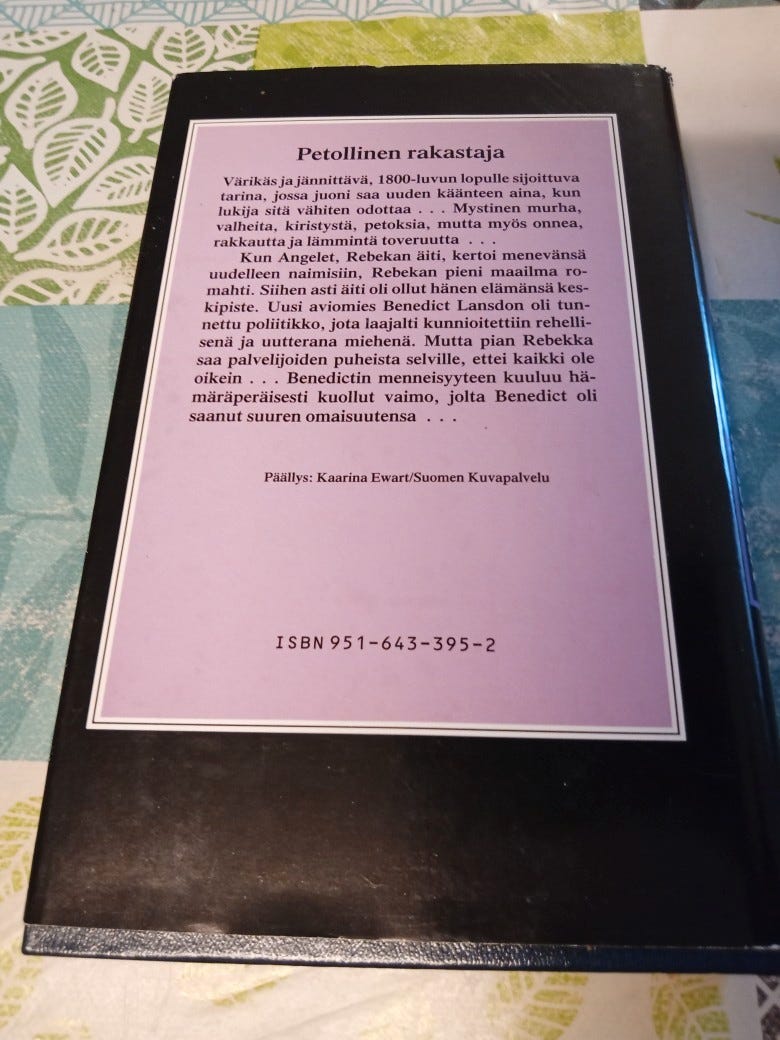 Petollinen rakastaja
Värikäs ja jännittävä, 1800-luvun lopulle sijoittuva
tarina, jossa juoni saa uuden käänteen aina, kun
lukija sitä vähiten odottaa . . . Mystinen murha,
valheita, kiristystä, petoksia, mutta myös onnea,
rakkautta ja lämmintä toveruutta . . .
Kun Angelet, Rebekan äiti, kertoi menevänsä
uudelleen naimisiin, Rebekan pieni maailma ro-
mahti. Siihen asti äiti oli ollut hänen elämänsä kes-
kipiste. Uusi aviomies Benedict Lansdon oli tun-
nettu poliitikko, jota laajalti kunnioitettiin rehelli-
senä ja uutterana miehenä. Mutta pian Rebekka
saa palvelijoiden puheista selville, ettei kaikki ole
oikein . . . Benedictin menneisyyteen kuuluu hä-
märäperäisesti kuollut vaimo, jolta Benedict oli
saanut suuren omaisuutensa . . .
Päällys: Kaarina Ewart/Suomen Kuvapalvelu
ISBN 951-643-395-2